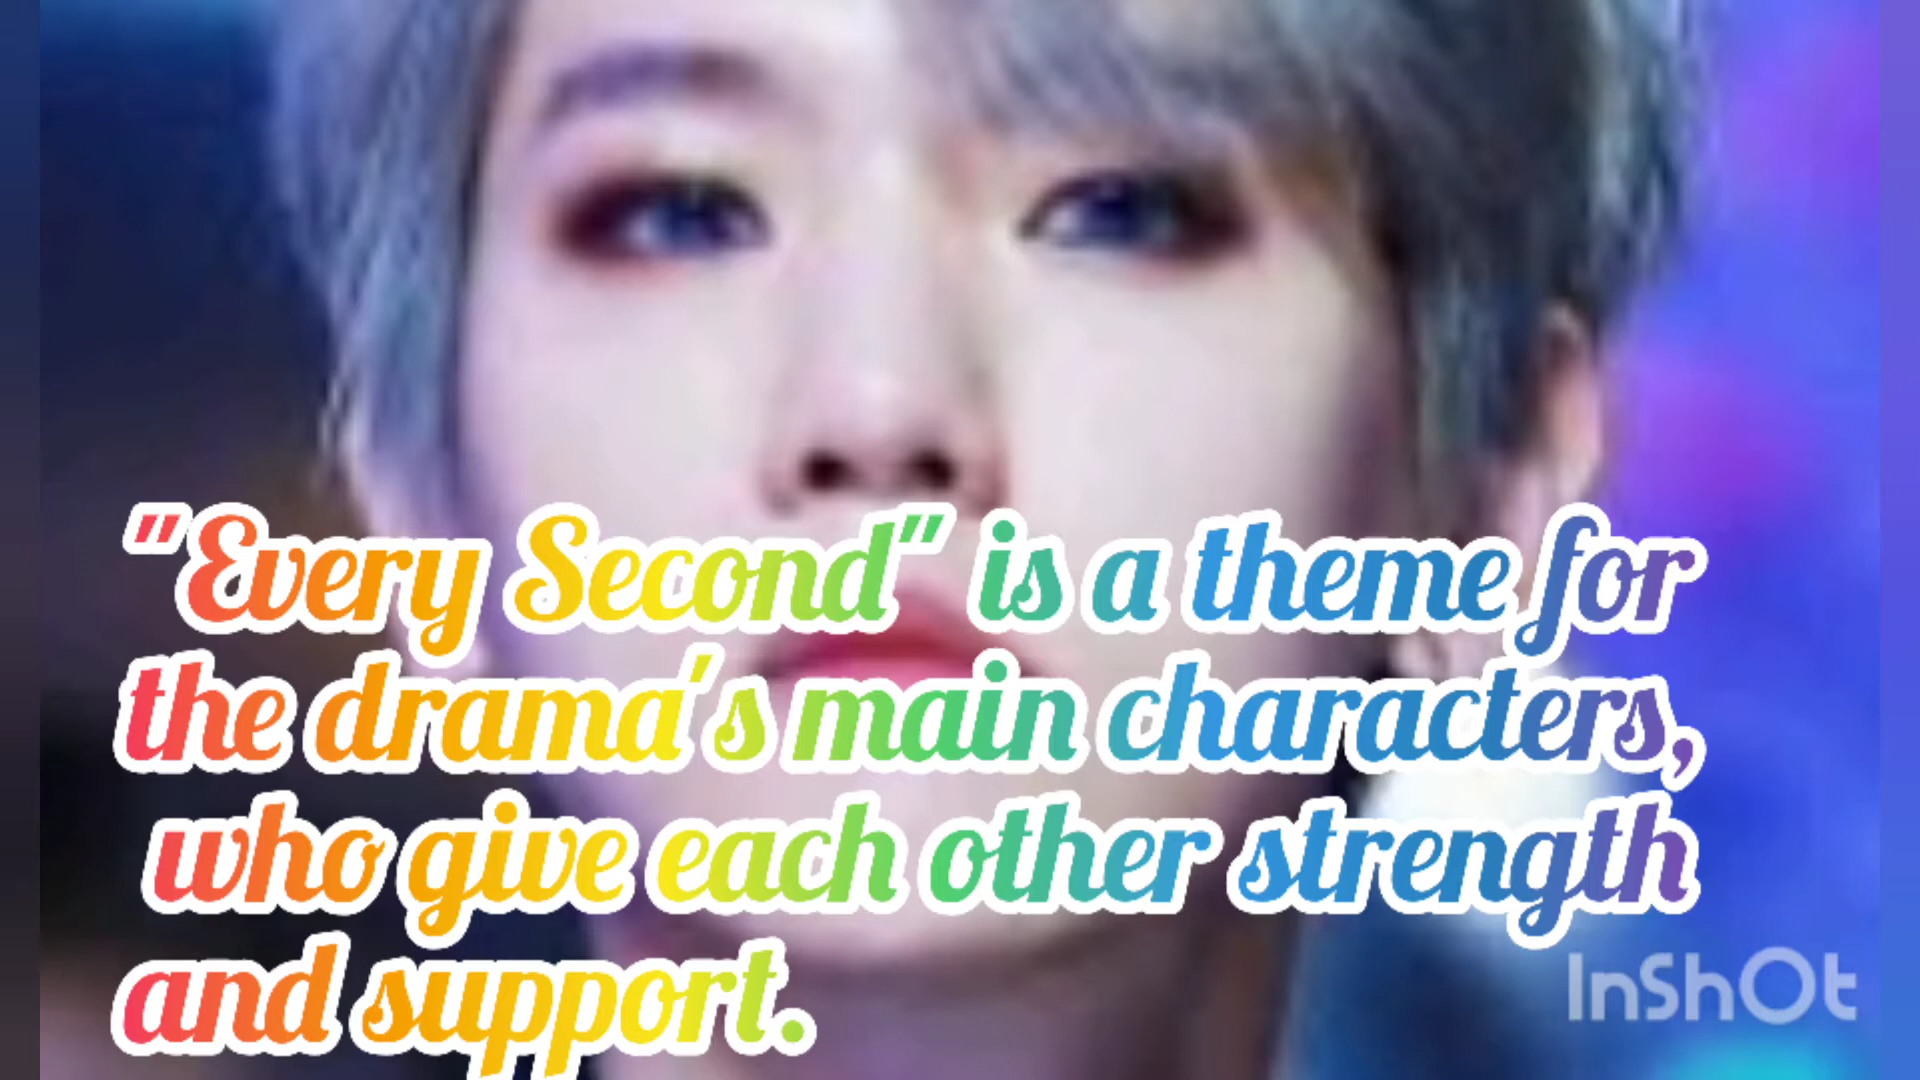 "Every Second" is a theme for
the drama's main characters,
who give each other strength
and support.
InShOt